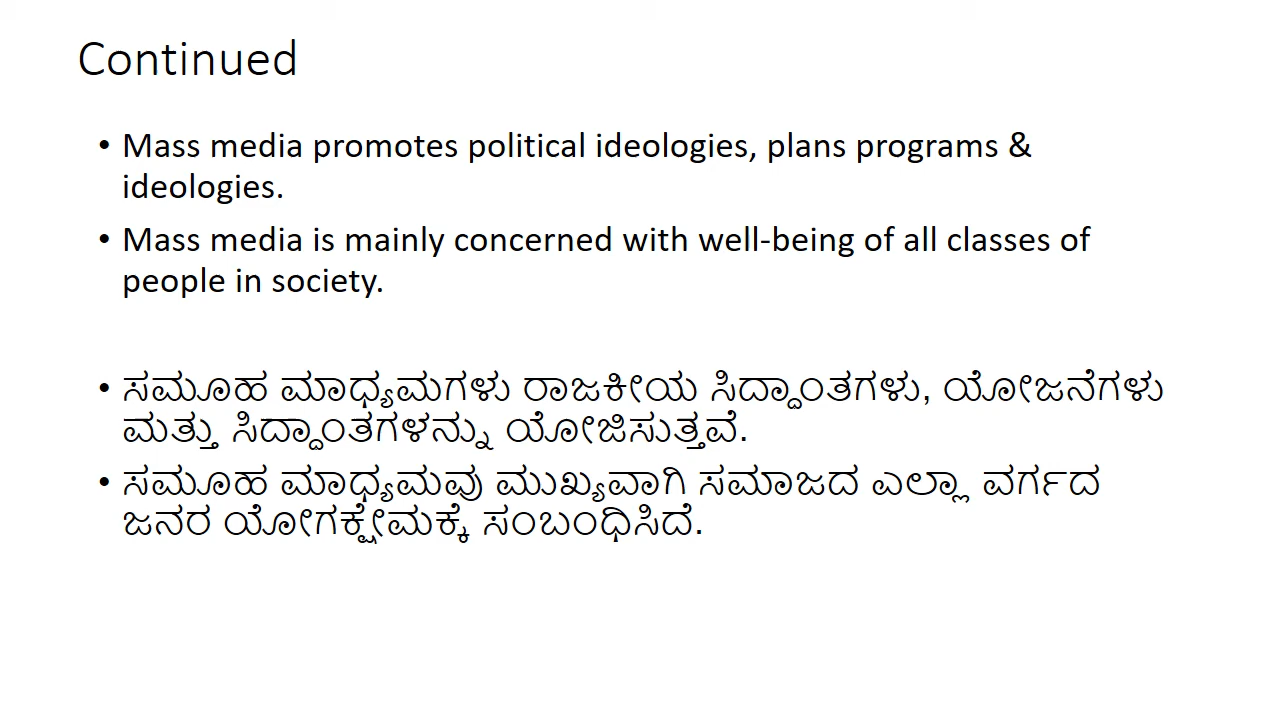 Continued
• Mass media promotes political ideologies, plans programs &
ideologies.
• Mass media is mainly concerned with well-being of all classes of
people in society.
• ಸಮೂಹ ಮಾಧ್ಯಮಗಳು ರಾಜಕೀಯ ಸಿದ್ದಾಂತಗಳು, ಯೋಜನೆಗಳು
ಮತ್ತು ಸಿದ್ದಾಂತಗಳನ್ನು ಯೋಜಿಸುತ್ತವೆ.
• ಸಮೂಹ ಮಾಧ್ಯಮವು ಮುಖ್ಯವಾಗಿ ಸಮಾಜದ ಎಲ್ಲಾ ವರ್ಗದ
ಜನರ ಯೋಗಕ್ಷೇಮಕ್ಕೆ ಸಂಬಂಧಿಸಿದೆ.